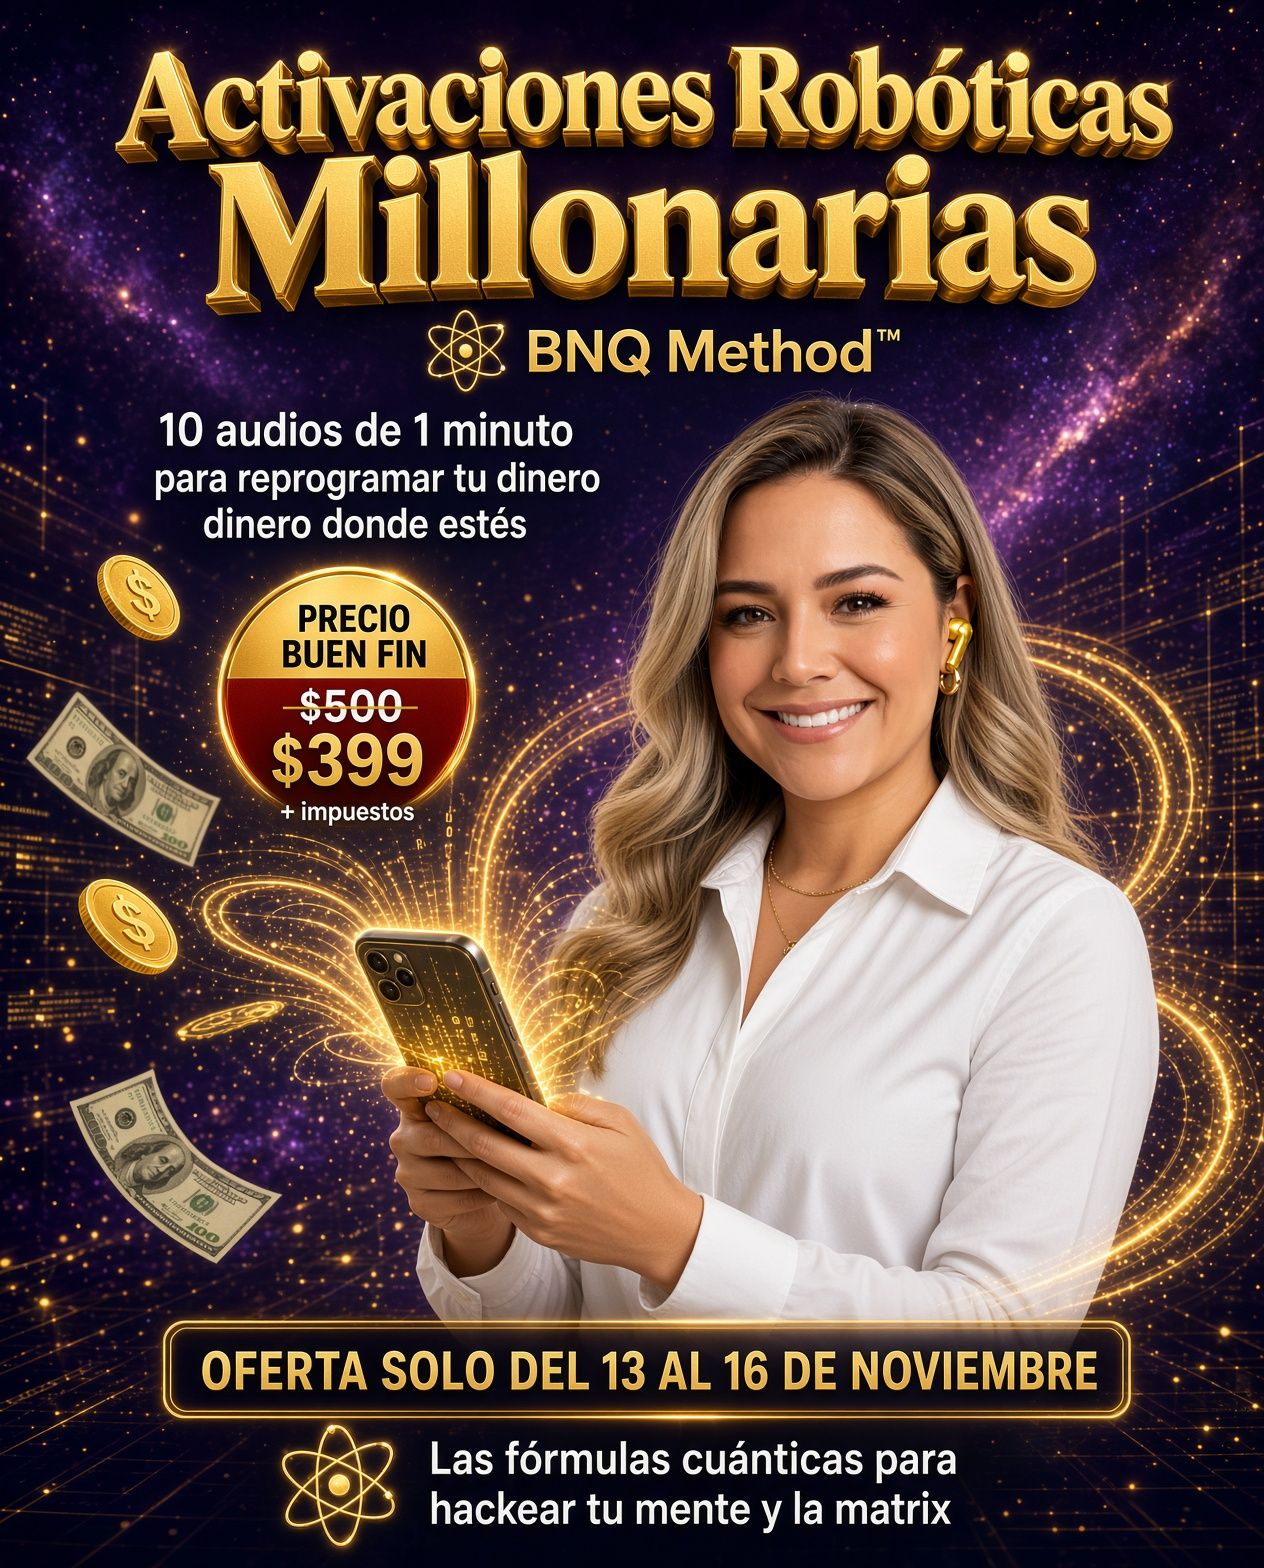 Activaciones Robóticas
Millonarias
BNQ Method™
10 audios de 1 minuto
para reprogramar tu dinero
dinero donde estés
PRECIO
BUEN FIN
$500
$399
+ impuestos
OFERTA SOLO DEL 13 AL 16 DE NOVIEMBRE
Las fórmulas cuánticas para
hackear tu mente y la matrix